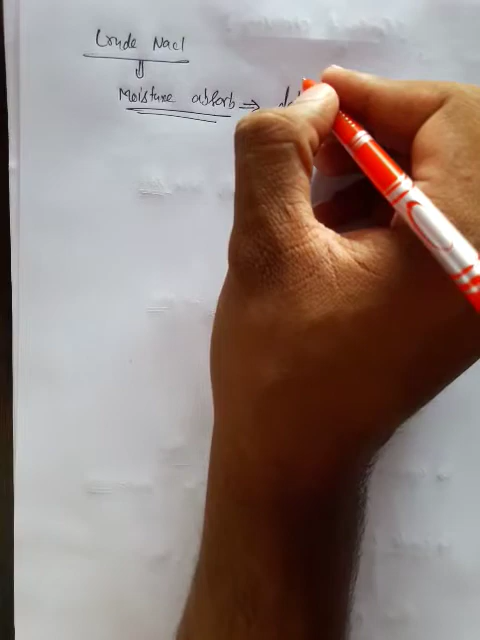 Crude Nacl
⇓
Moisture absorb ⇒